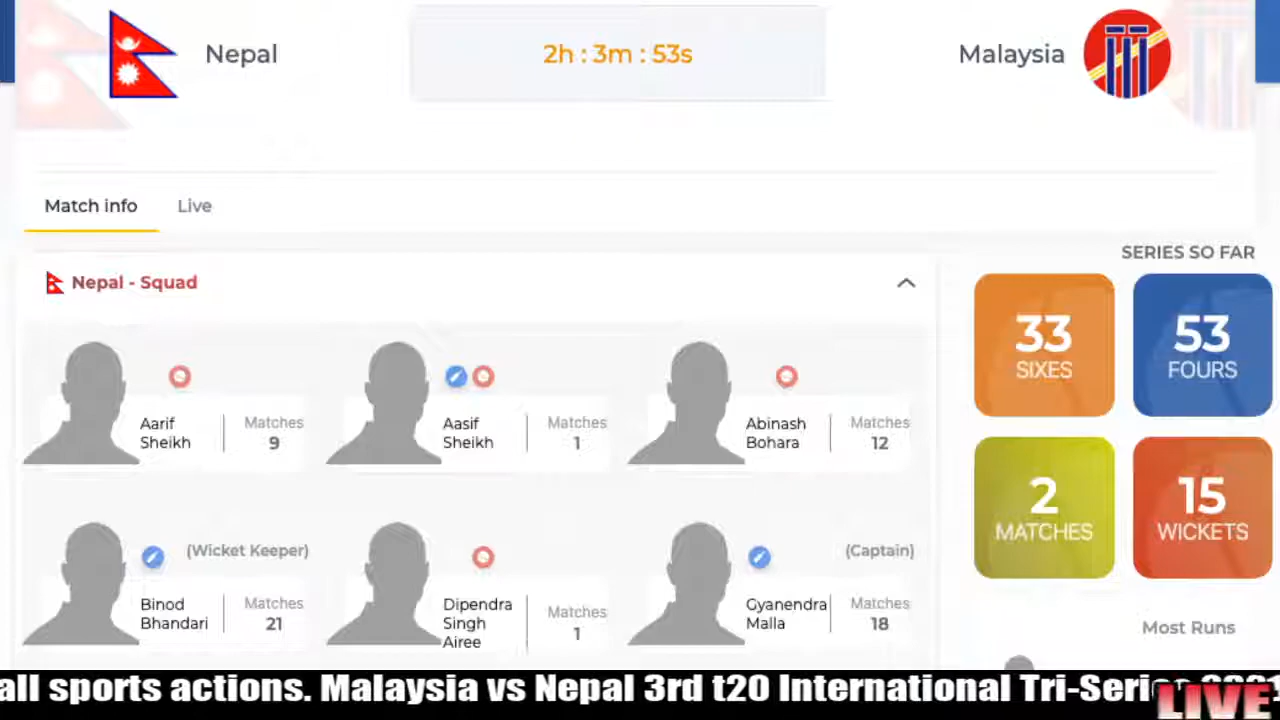 Nepal
2h : 3m : 53s
Malaysia
Match info
Live
SERIES SO FAR
Nepal - Squad
33
SIXES
53
FOURS
Aarif
Sheikh
Matches
9
Aasif
Sheikh
Matches
1
Abinash
Bohara
Matches
12
2
MATCHES
15
WICKETS
(Wicket Keeper)
Binod
Bhandari
Matches
21
Dipendra
Singh
Airee
Matches
1
(Captain)
Gyanendra
Malla
Matches
18
Most Runs
all sports actions. Malaysia vs Nepal 3rd t20 International Tri-Series
LIVE